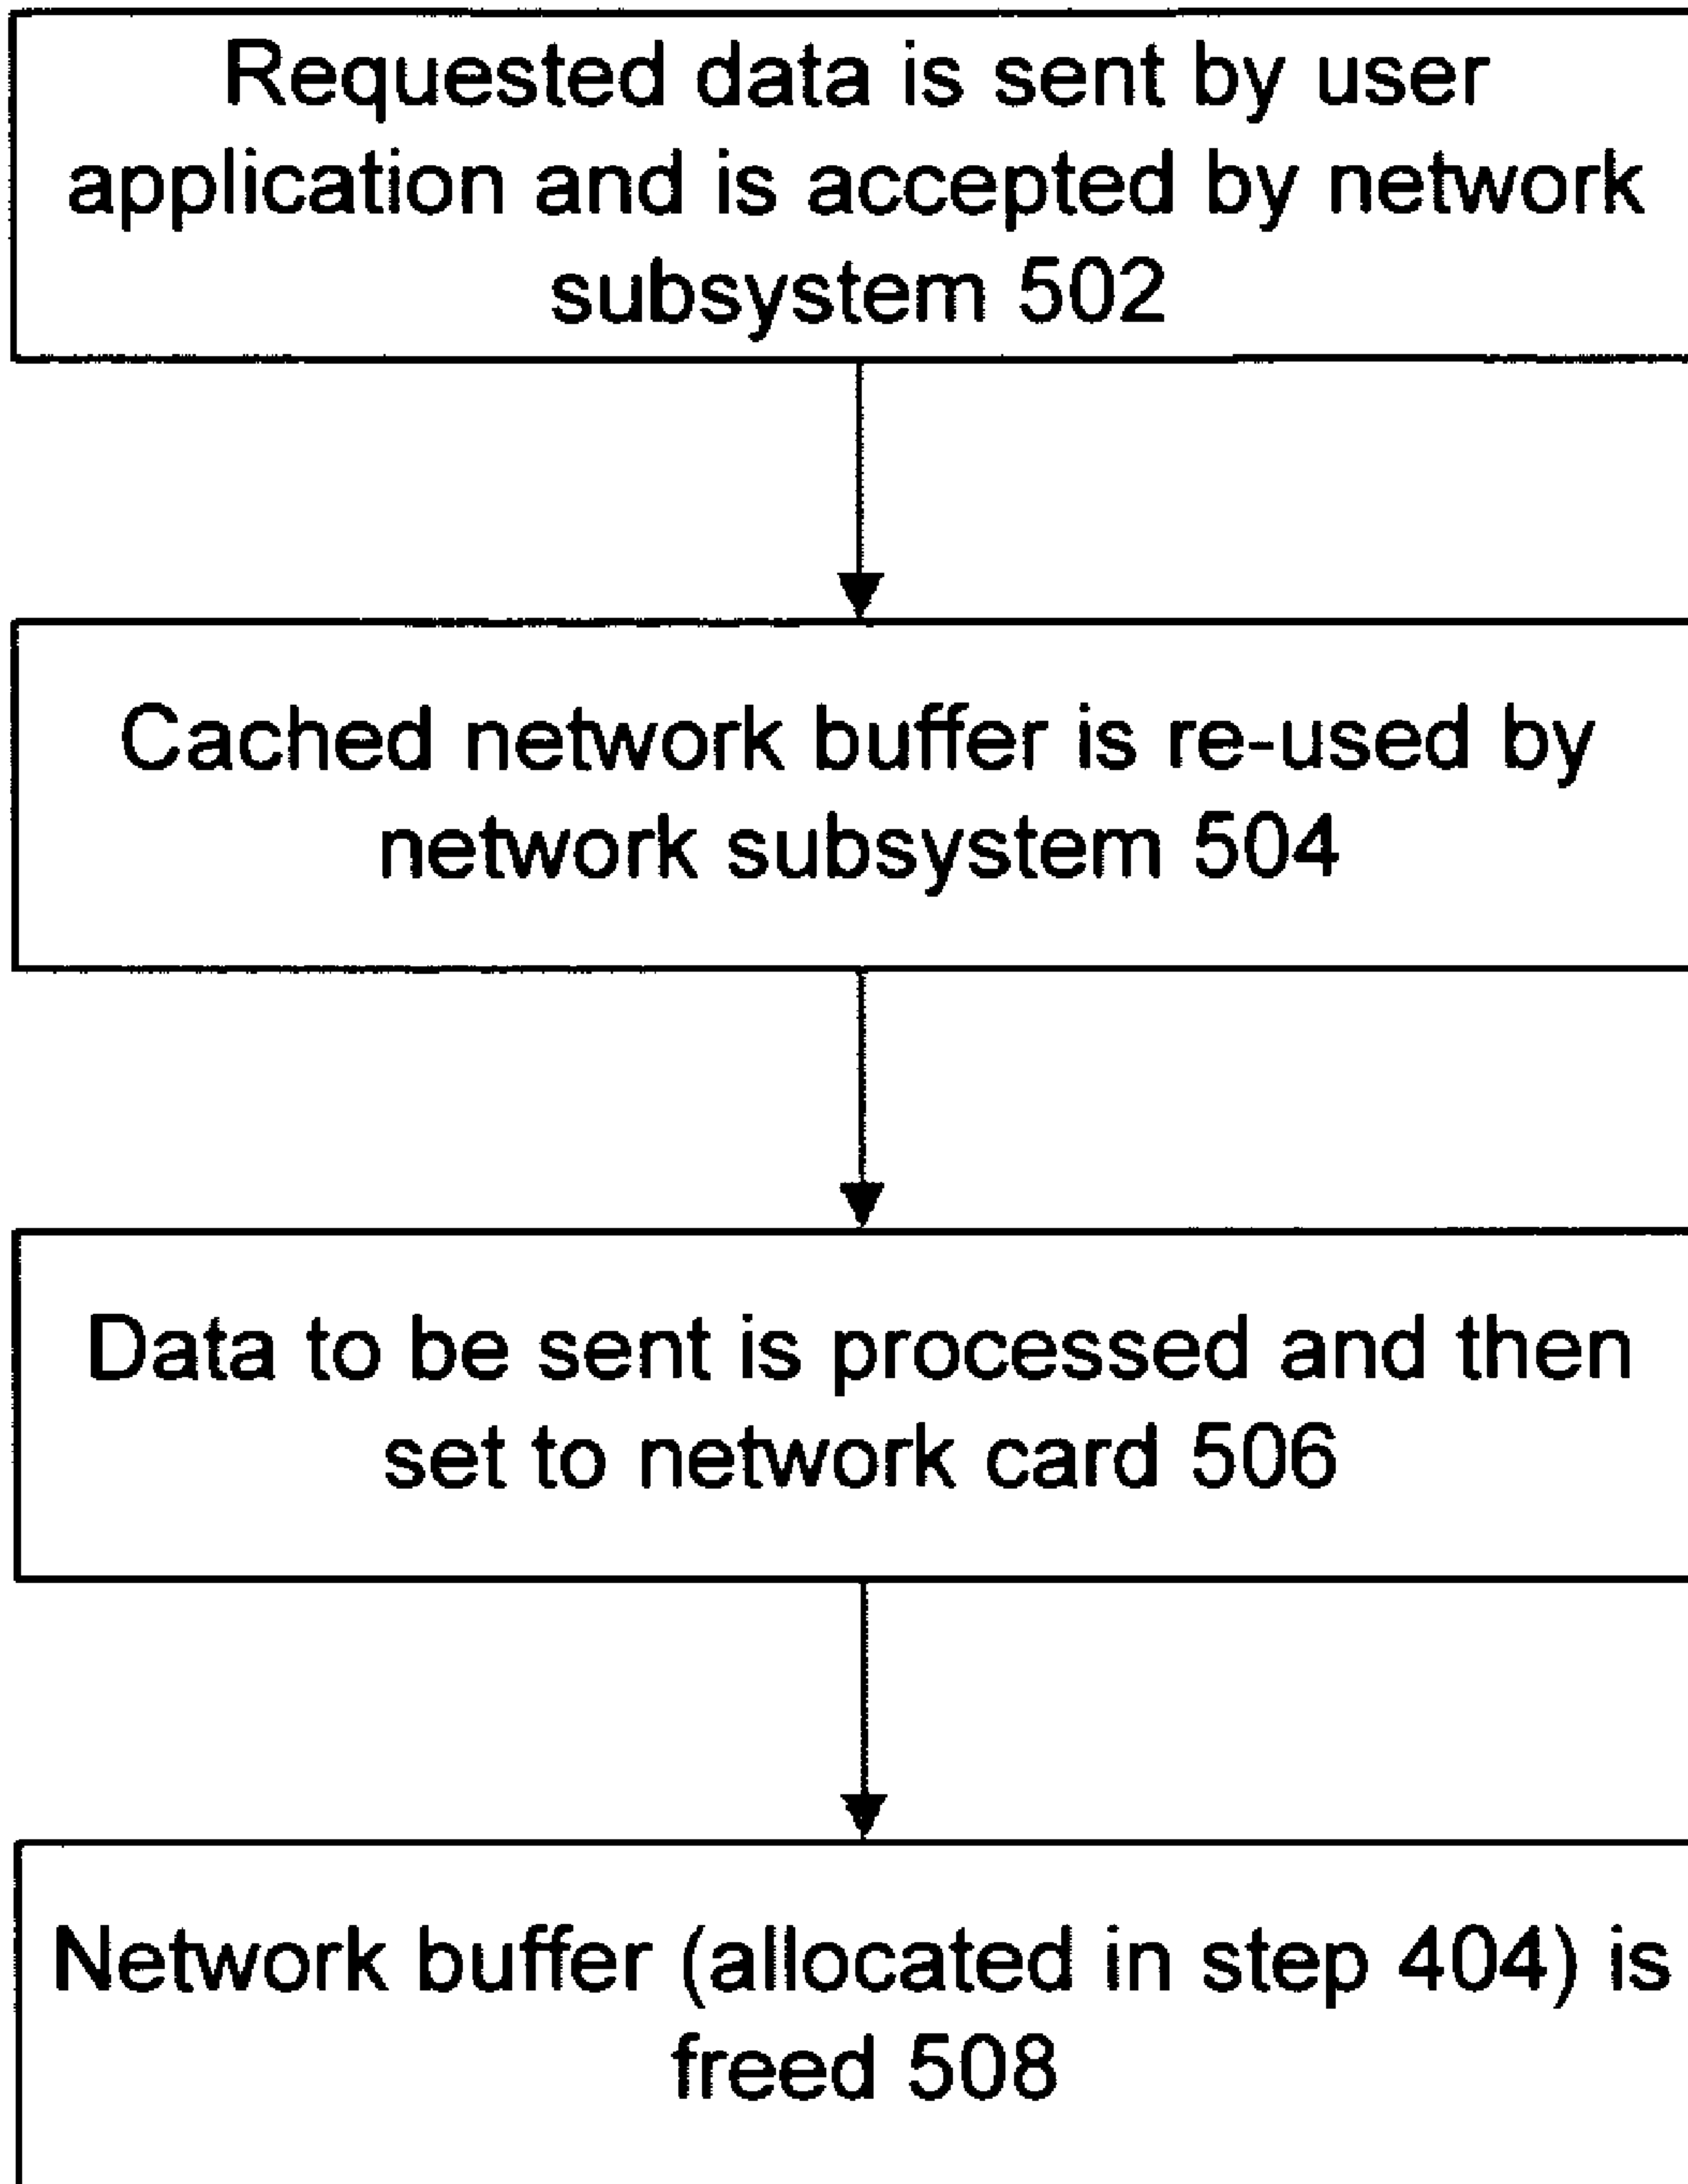 Requested data is sent by user
application and is accepted by network
subsystem 502
Cached network buffer is re-used by
network subsystem 504
Data to be sent is processed and then
set to network card 506
Network buffer (allocated in step 404) is
freed 508